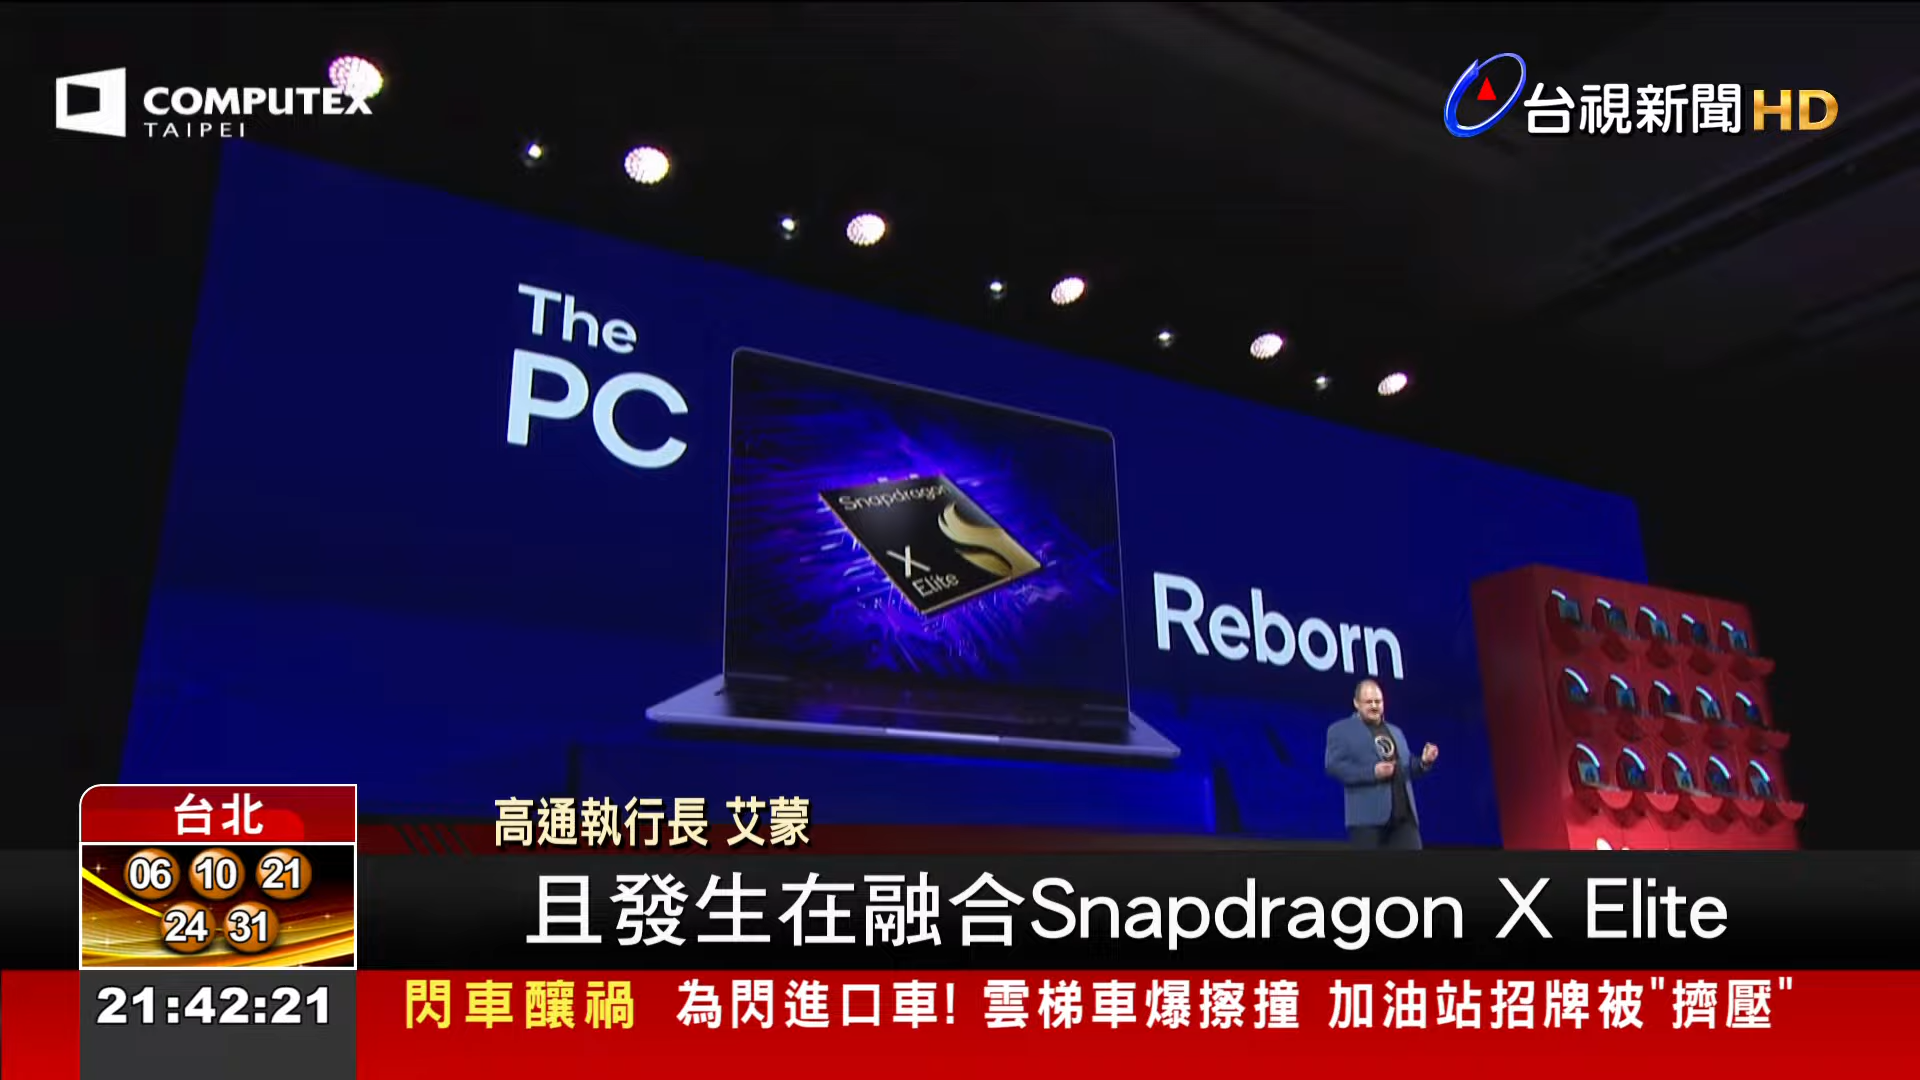 COMPUTEX
TAIPEI
台視新聞HD
The
PC
Snapdragon
X
Elite
Reborn
台北
06 10 21
24 31
高通執行長 艾蒙
且發生在融合Snapdragon X Elite
21:42:21
閃車釀禍 為閃進口車! 雲梯車爆擦撞 加油站招牌被"擠壓"